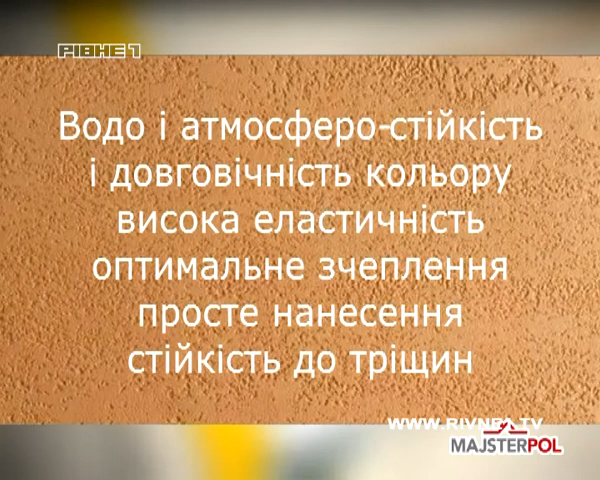 РІВНЕ 1
Водо і атмосферо-стійкість
і довговічність кольору
висока еластичність
оптимальне зчеплення
просте нанесення
стійкість до тріщин
WWW.RIVNE1.TV
MAJSTERPOL